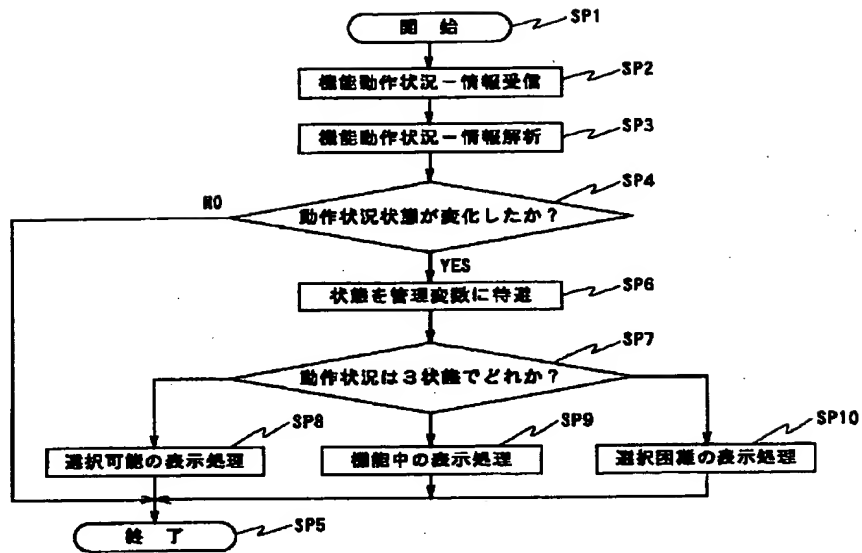 開 始
SP1
機能動作状況－情報受信
SP2
機能動作状況－情報解析
SP3
動作状況状態が変化したか？
SP4
NO
YES
状態を管理変数に待避
SP6
動作状況は３状態でどれか？
SP7
選択可能の表示処理
SP8
機能中の表示処理
SP9
選択困難の表示処理
SP10
終 了
SP5